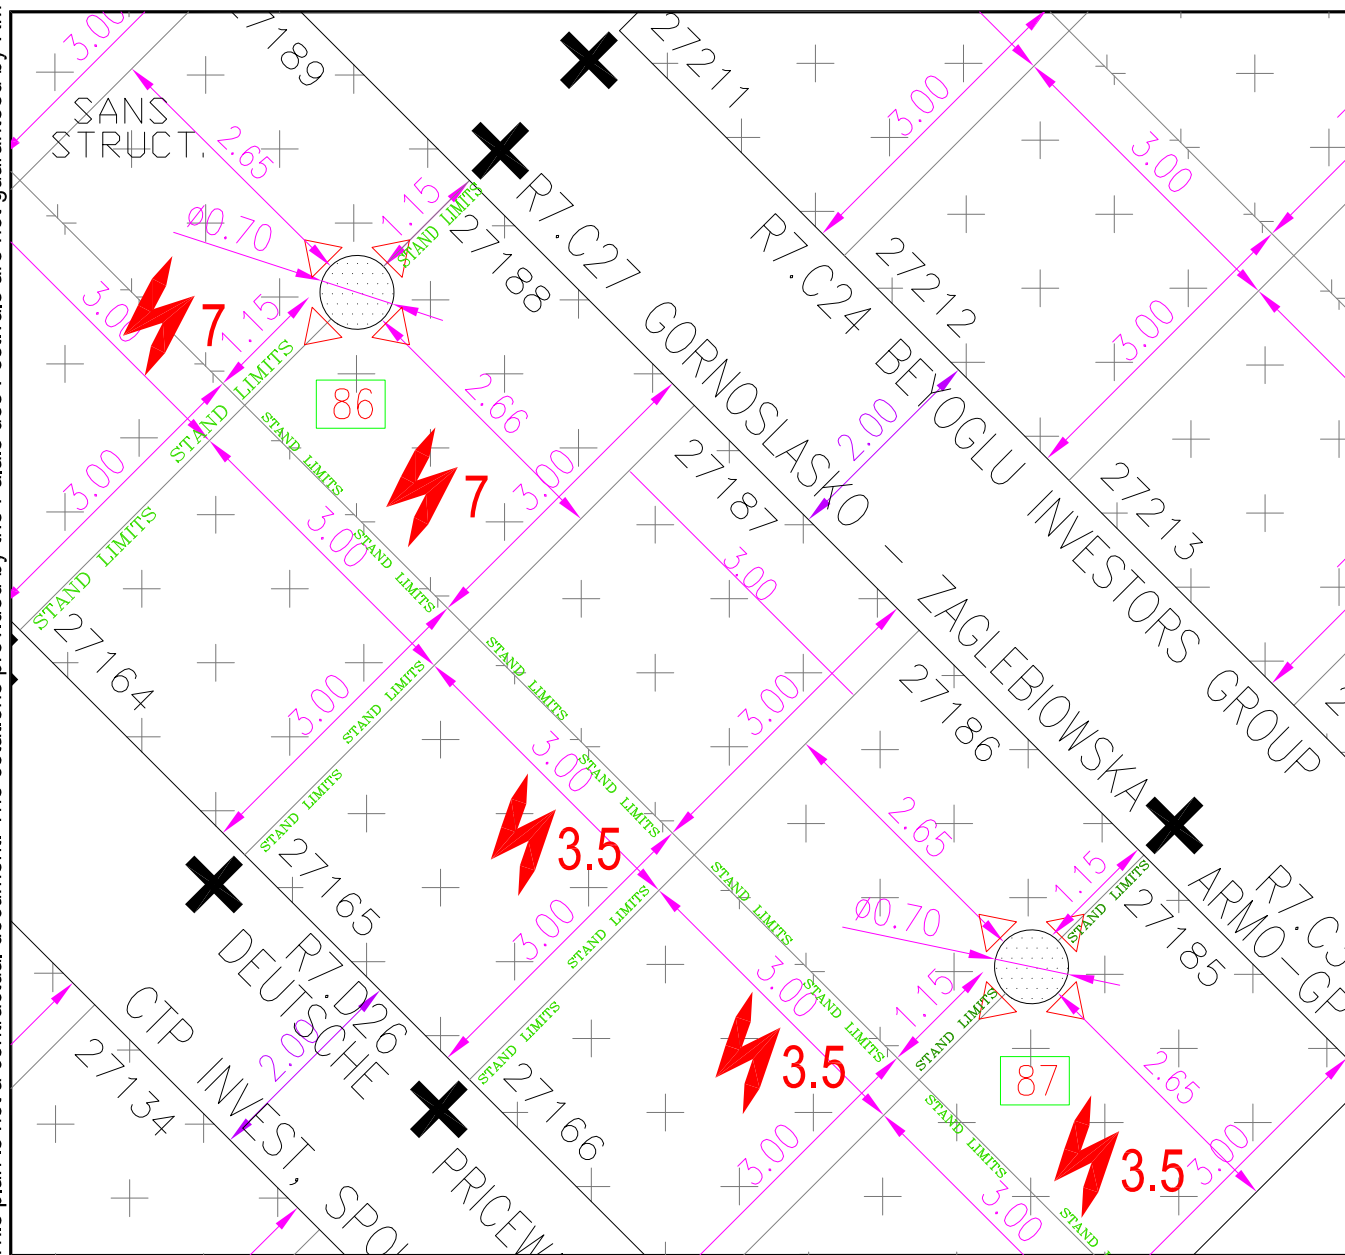 3.00
27189
27211
SANS
STRUCT.
2.65
3.00
3.00
1.15
STAND LIMITS
ø0.70
27188
R7.C27 GORNOSLASKO - ZAGLEBIOWSKA
R7.C24 BEYOGLU INVESTORS GROUP
27212
3.00
7
1.15
3.00
STAND LIMITS
86
2.66
2.00
3.00
STAND LIMITS
7
3.00
27187
27213
3.00
STAND LIMITS
3.00
STAND LIMITS
3.00
27164
STAND LIMITS
3.00
STAND LIMITS
3.00
27186
3.00
STAND LIMITS
2.65
STAND LIMITS
3.5
27165
1.15
STAND LIMITS
27185
ARMO-GP
STAND LIMITS
ø0.70
3.00
STAND LIMITS
R7.D26
DEUTSCHE
3.00
STAND LIMITS
1.15
STAND LIMITS
CTP INVEST,
2.00
27134
STAND LIMITS
27166
3.5
87
2.65
STAND LIMITS
3.00
3.00
3.5
3.00
STAND